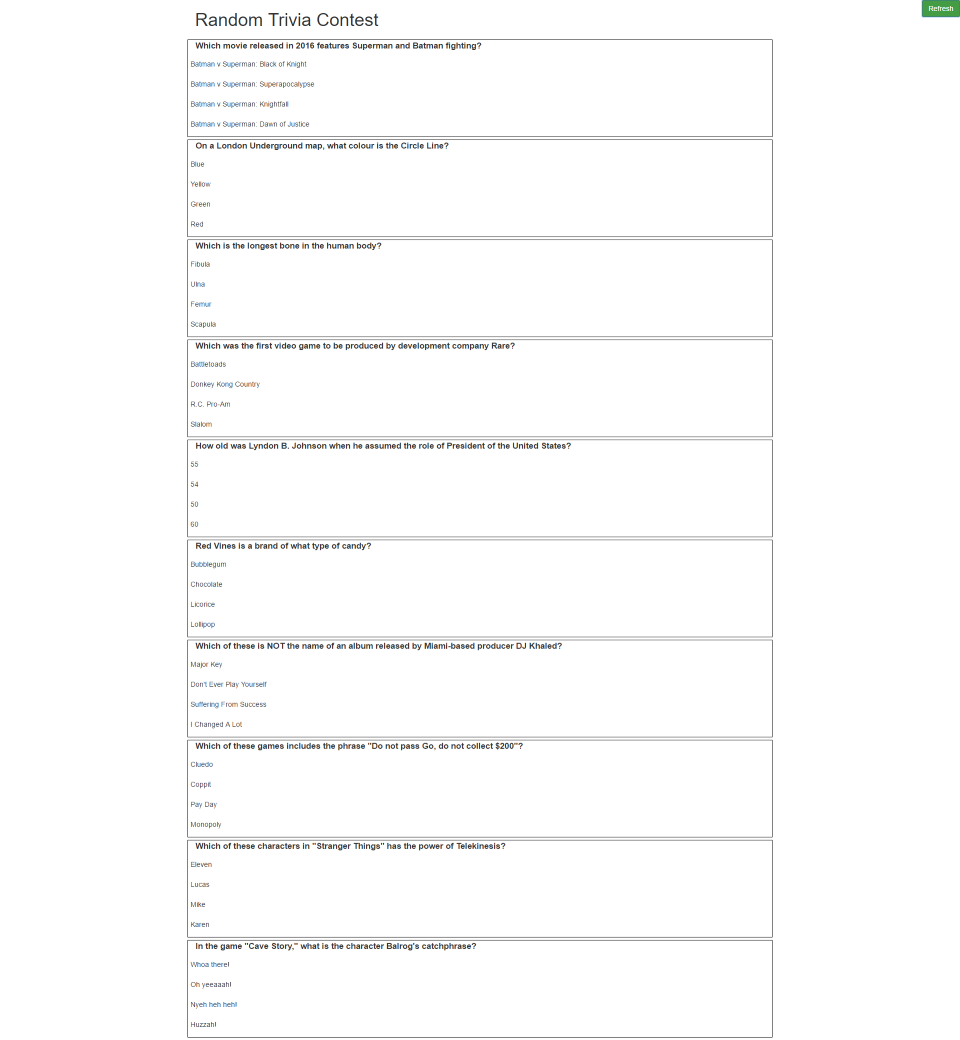 Random Trivia Contest
Refresh
Which movie released in 2016 features Superman and Batman fighting?
Batman v Superman: Black of Knight
Batman v Superman: Superapocalypse
Batman v Superman: Knightfall
Batman v Superman: Dawn of Justice
On a London Underground map, what colour is the Circle Line?
Blue
Yellow
Green
Red
Which is the longest bone in the human body?
Fibula
Ulna
Femur
Scapula
Which was the first video game to be produced by development company Rare?
Battletoads
Donkey Kong Country
R.C. Pro-Am
Slalom
How old was Lyndon B. Johnson when he assumed the role of President of the United States?
55
54
50
60
Red Vines is a brand of what type of candy?
Bubblegum
Chocolate
Licorice
Lollipop
Which of these is NOT the name of an album released by Miami-based producer DJ Khaled?
Major Key
Don't Ever Play Yourself
Suffering From Success
I Changed A Lot
Which of these games includes the phrase "Do not pass Go, do not collect $200"?
Cluedo
Coppit
Pay Day
Monopoly
Which of these characters in "Stranger Things" has the power of Telekinesis?
Eleven
Lucas
Mike
Karen
In the game "Cave Story," what is the character Balrog's catchphrase?
Whoa there!
Oh yeeaaah!
Nyeh heh heh!
Huzzah!